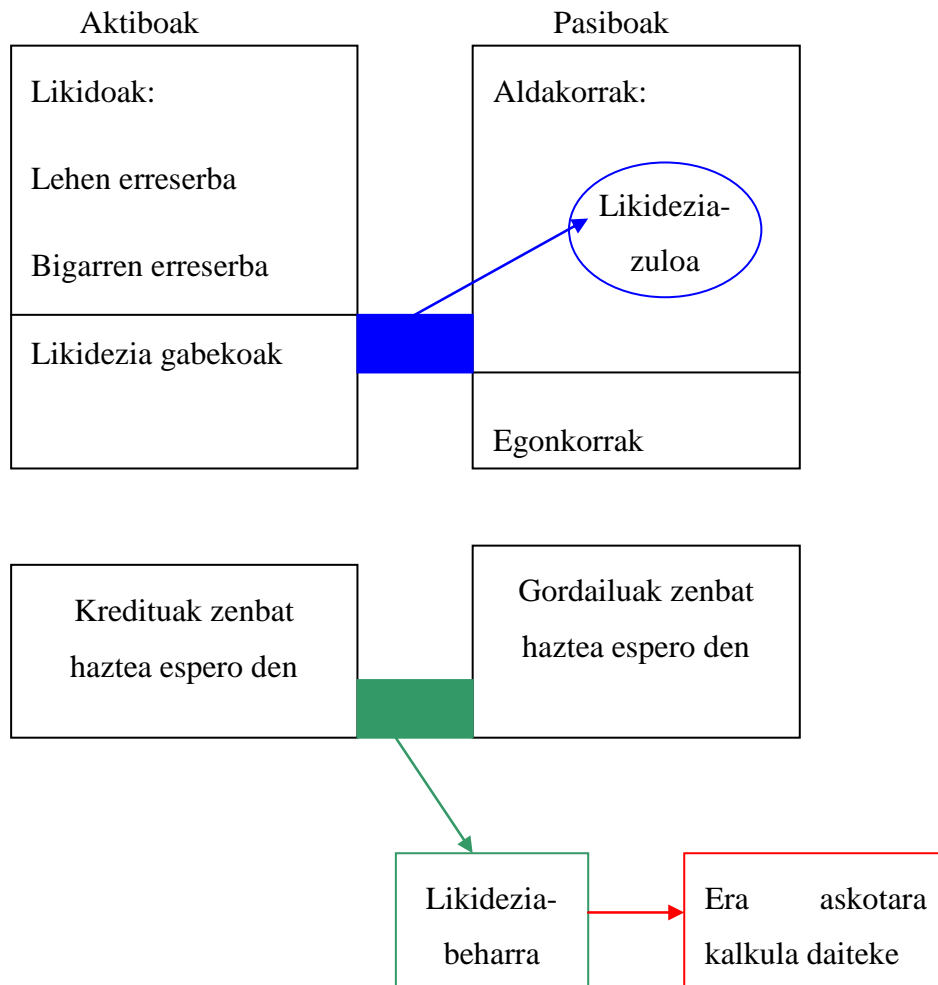 Aktiboak
Pasiboak
Likidoak:
Lehen erreserba
Bigarren erreserba
Likidezia gabekoak
Aldakorrak:
Likidezia-
zuloa
Egonkorrak
Kredituak zenbat
haztea espero den
Gordailuak zenbat
haztea espero den
Likidezia-
beharra
Era askotara
kalkula daiteke